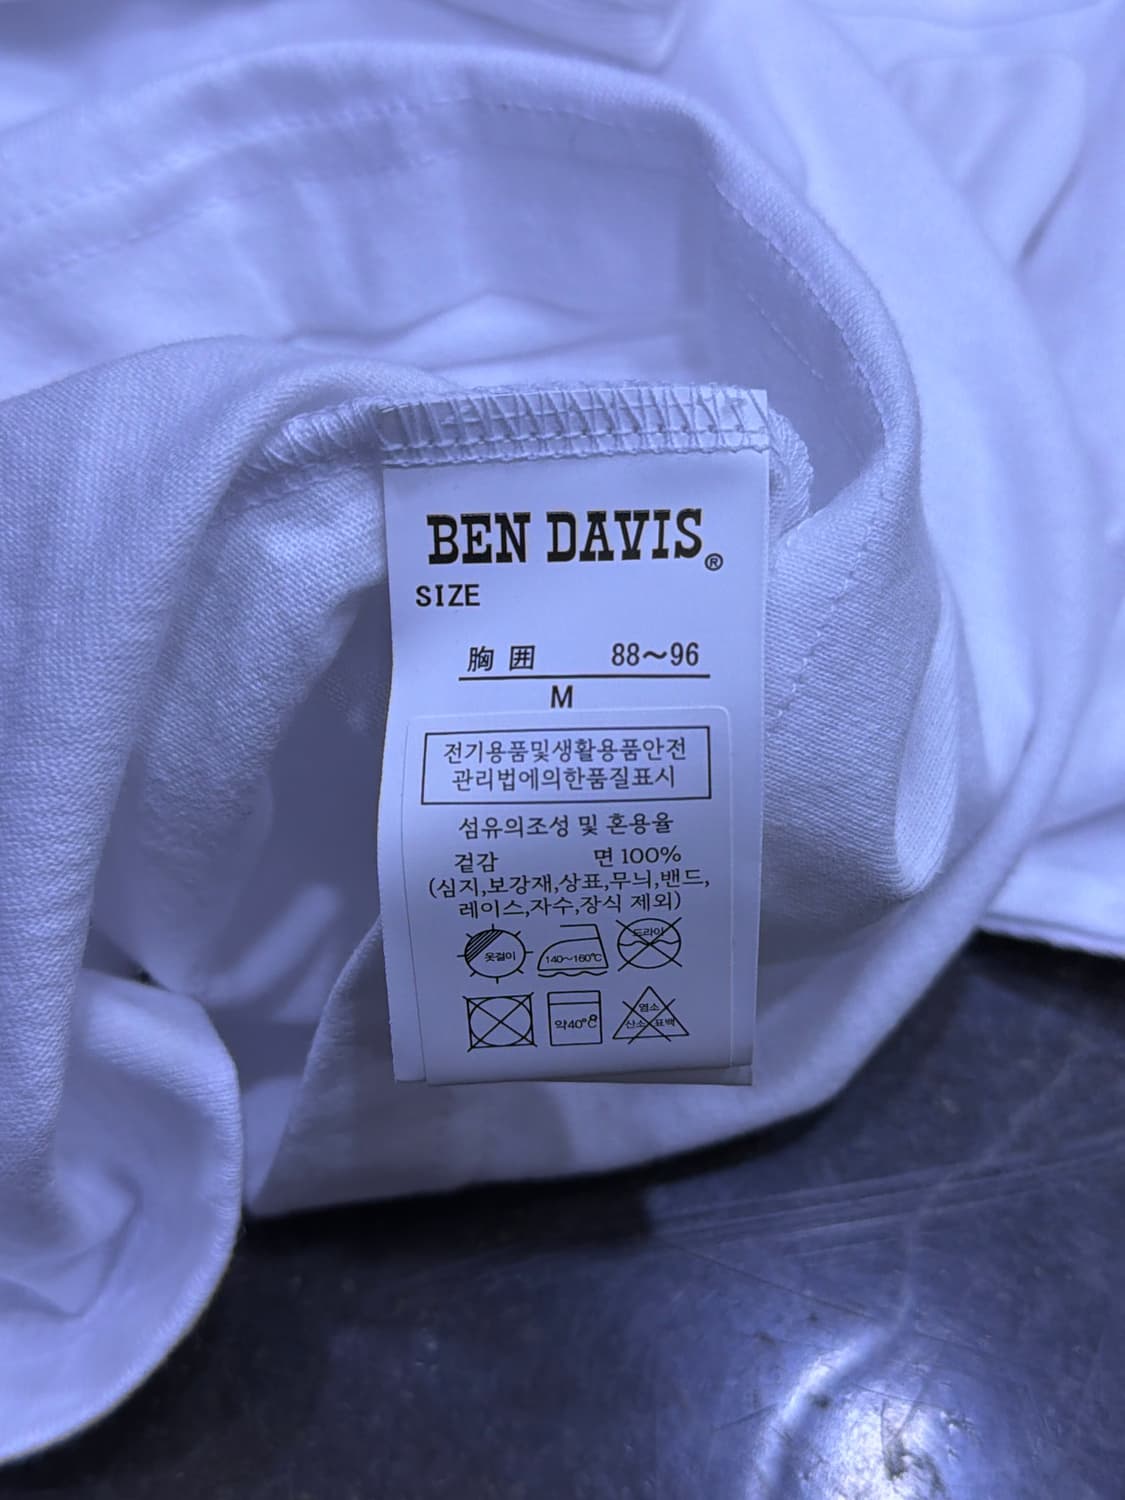 BEN DAVIS®
SIZE
胸囲 88〜96
M
전기용품및생활용품안전
관리법에의한품질표시
섬유의조성 및 혼용율
겉감 면 100%
(심지,보강재,상표,무늬,밴드,
레이스,자수,장식 제외)
옷걸이 140~160℃ 드라이
약40℃ 염소
산소 표백